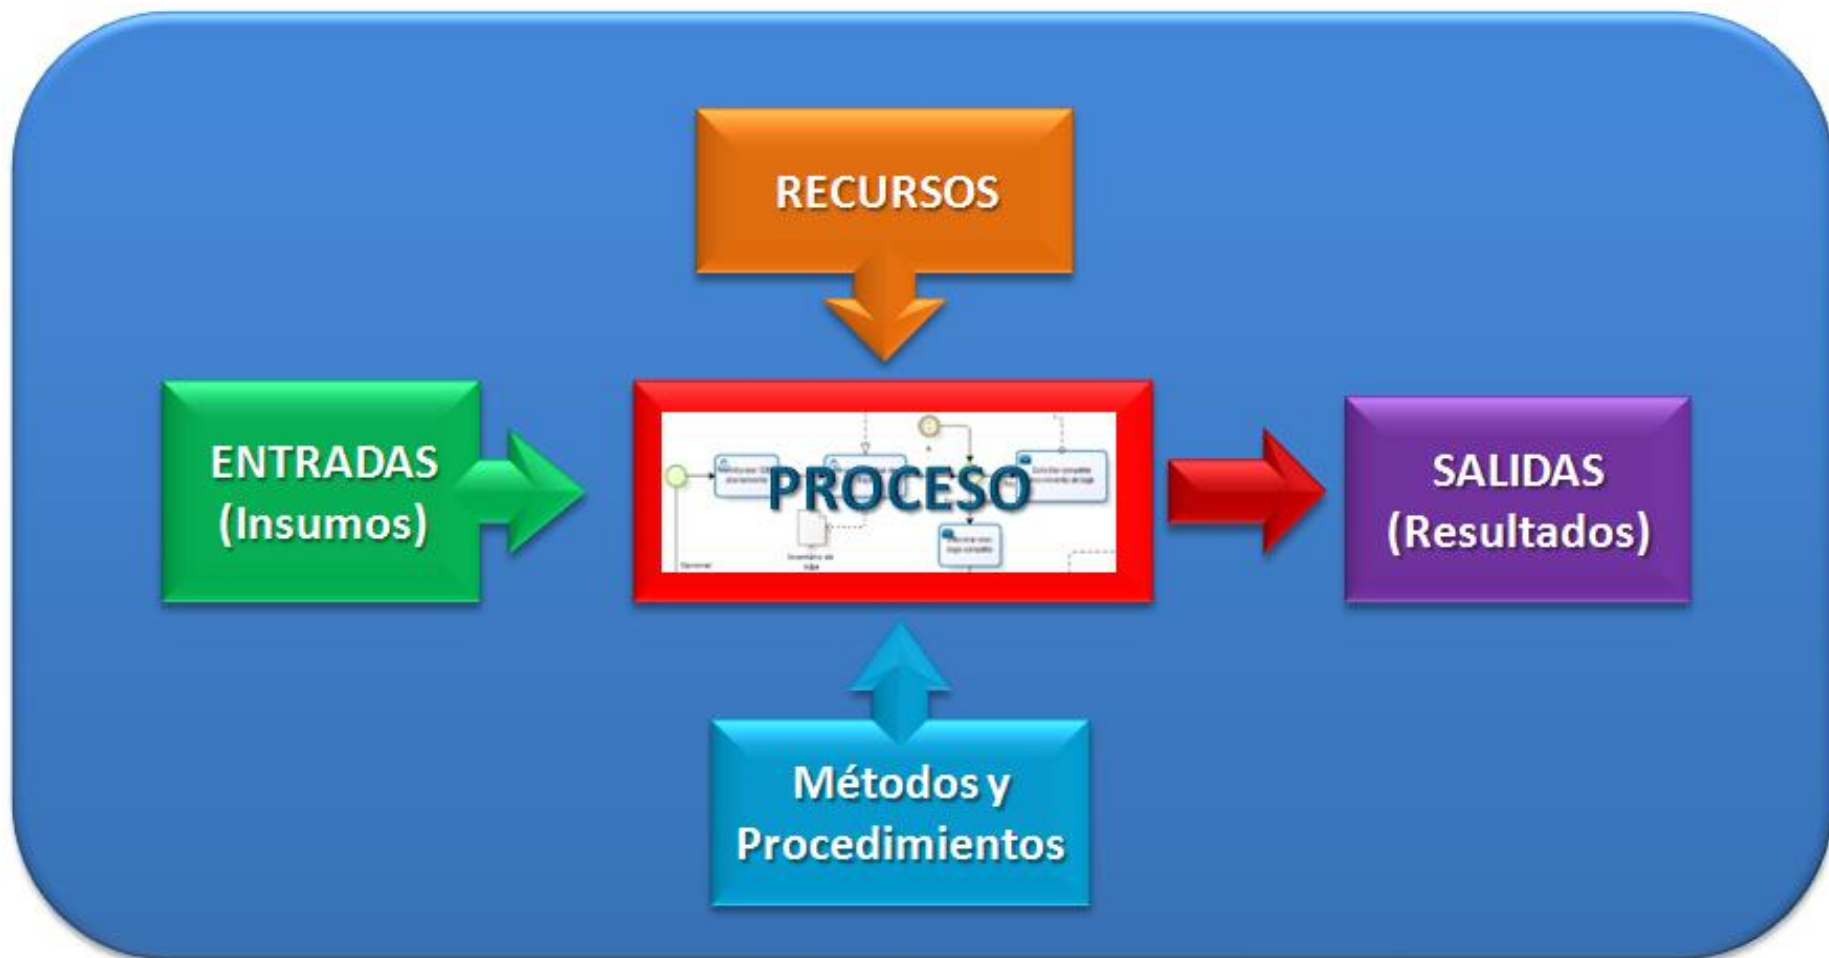 RECURSOS
ENTRADAS
(Insumos)
PROCESO
SALIDAS
(Resultados)
Métodos y
Procedimientos